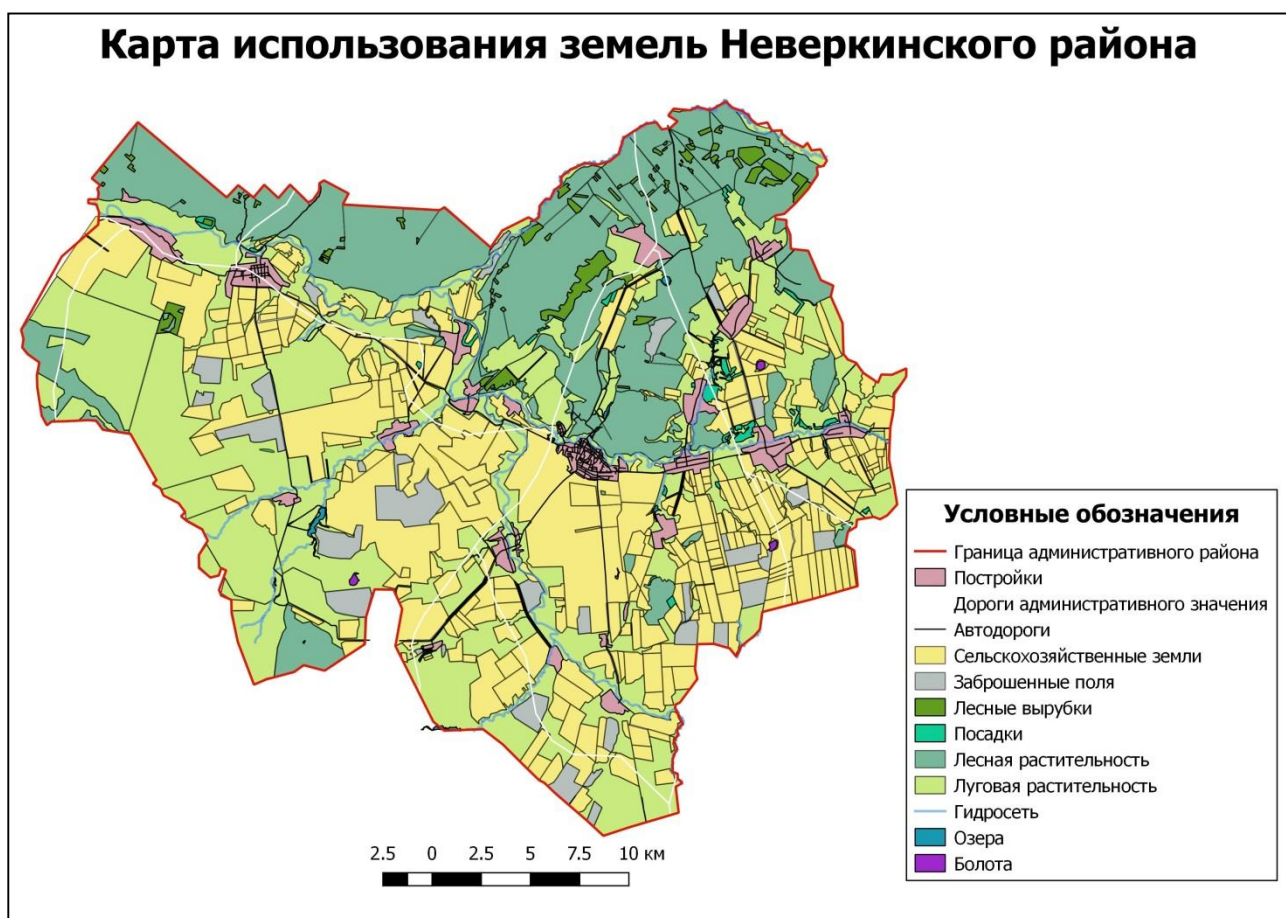 Карта использования земель Неверкинского района
Условные обозначения
Граница административного района
Постройки
Дороги административного значения
Автодороги
Сельскохозяйственные земли
Заброшенные поля
Лесные вырубки
Посадки
Лесная растительность
Луговая растительность
Гидросеть
Озера
Болота
2.5 0 2.5 5 7.5 10 км